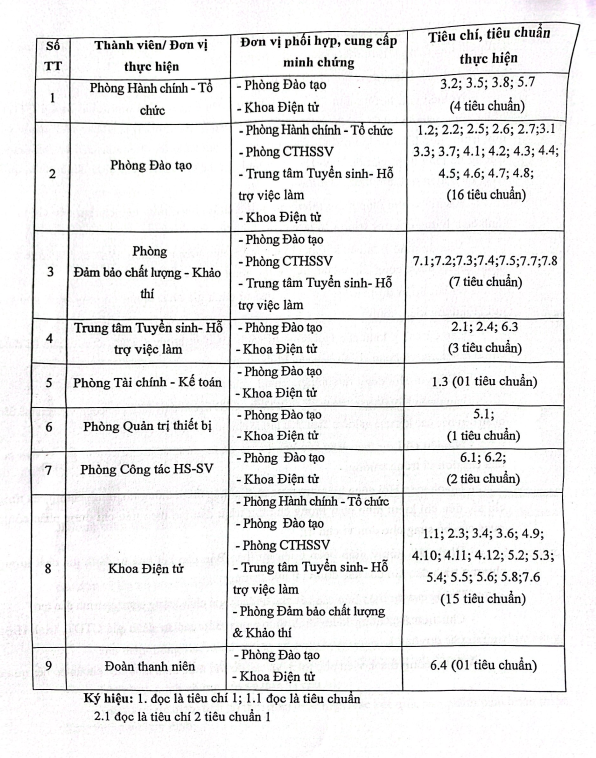 Số TT
Thành viên/ Đơn vị thực hiện
Đơn vị phối hợp, cung cấp minh chứng
Tiêu chí, tiêu chuẩn thực hiện
1
Phòng Hành chính - Tổ chức
- Phòng Đào tạo
- Khoa Điện tử
3.2; 3.5; 3.8; 5.7
(4 tiêu chuẩn)
2
Phòng Đào tạo
- Phòng Hành chính - Tổ chức
- Phòng CTHSSV
- Trung tâm Tuyển sinh- Hỗ
trợ việc làm
- Khoa Điện tử
1.2; 2.2; 2.5; 2.6; 2.7;3.1
3.3; 3.7; 4.1; 4.2; 4.3; 4.4;
4.5; 4.6; 4.7; 4.8;
(16 tiêu chuẩn)
3
Phòng
Đảm bảo chất lượng - Khảo
thí
- Phòng Đào tạo
- Phòng CTHSSV
- Trung tâm Tuyển sinh- Hỗ
trợ việc làm
7.1;7.2;7.3;7.4;7.5;7.7;7.8
(7 tiêu chuẩn)
4
Trung tâm Tuyển sinh- Hỗ
trợ việc làm
- Phòng Đào tạo
- Khoa Điện tử
2.1; 2.4; 6.3
(3 tiêu chuẩn)
5
Phòng Tài chính - Kế toán
- Phòng Đào tạo
- Khoa Điện tử
1.3 (01 tiêu chuẩn)
6
Phòng Quản trị thiết bị
- Phòng Đào tạo
- Khoa Điện tử
5.1;
(1 tiêu chuẩn)
7
Phòng Công tác HS-SV
- Phòng Đào tạo
- Khoa Điện tử
6.1; 6.2;
(2 tiêu chuẩn)
8
Khoa Điện tử
- Phòng Hành chính - Tổ chức
- Phòng Đào tạo
- Phòng CTHSSV
- Trung tâm Tuyển sinh- Hỗ
trợ việc làm
- Phòng Đảm bảo chất lượng
& Khảo thí
1.1; 2.3; 3.4; 3.6; 4.9;
4.10; 4.11; 4.12; 5.2; 5.3;
5.4; 5.5; 5.6; 5.8;7.6
(15 tiêu chuẩn)
9
Đoàn thanh niên
- Phòng Đào tạo
- Khoa Điện tử
6.4 (01 tiêu chuẩn)
Ký hiệu: 1. đọc là tiêu chí 1; 1.1 đọc là tiêu chuẩn
2.1 đọc là tiêu chí 2 tiêu chuẩn 1